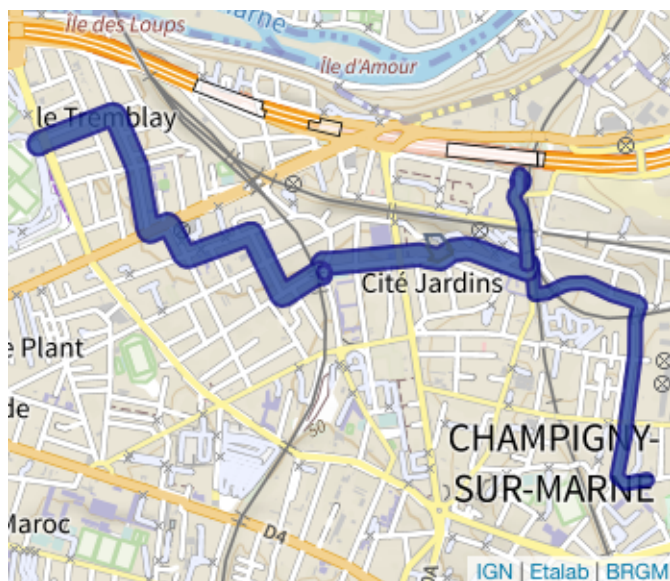 Marne
Île des Loups
Île d'Amour
le Tremblay
Cité Jardins
Plant
de
50
CHAMPIGNY-
SUR-MARNE
Maroc
D4
IGN | Etalab | BRGM